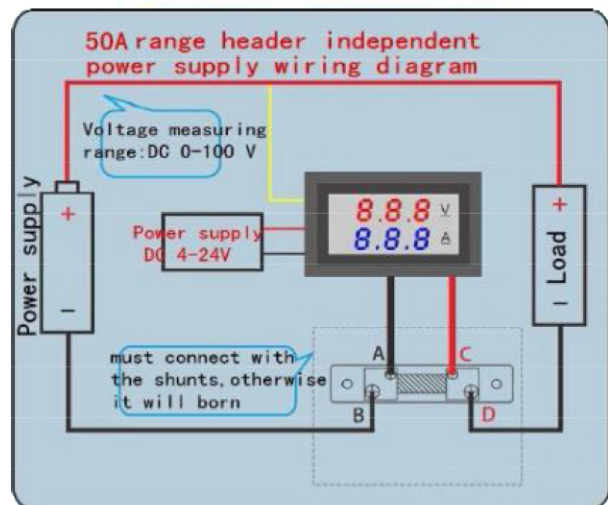 50A range header independent
power supply wiring diagram
Voltage measuring
range:DC 0-100 V
Power supply
+
-
8.8.8 V
8.8.8 A
Power supply
DC 4-24V
+
Load
-
must connect with
the shunts, otherwise
it will born
A
C
B
D